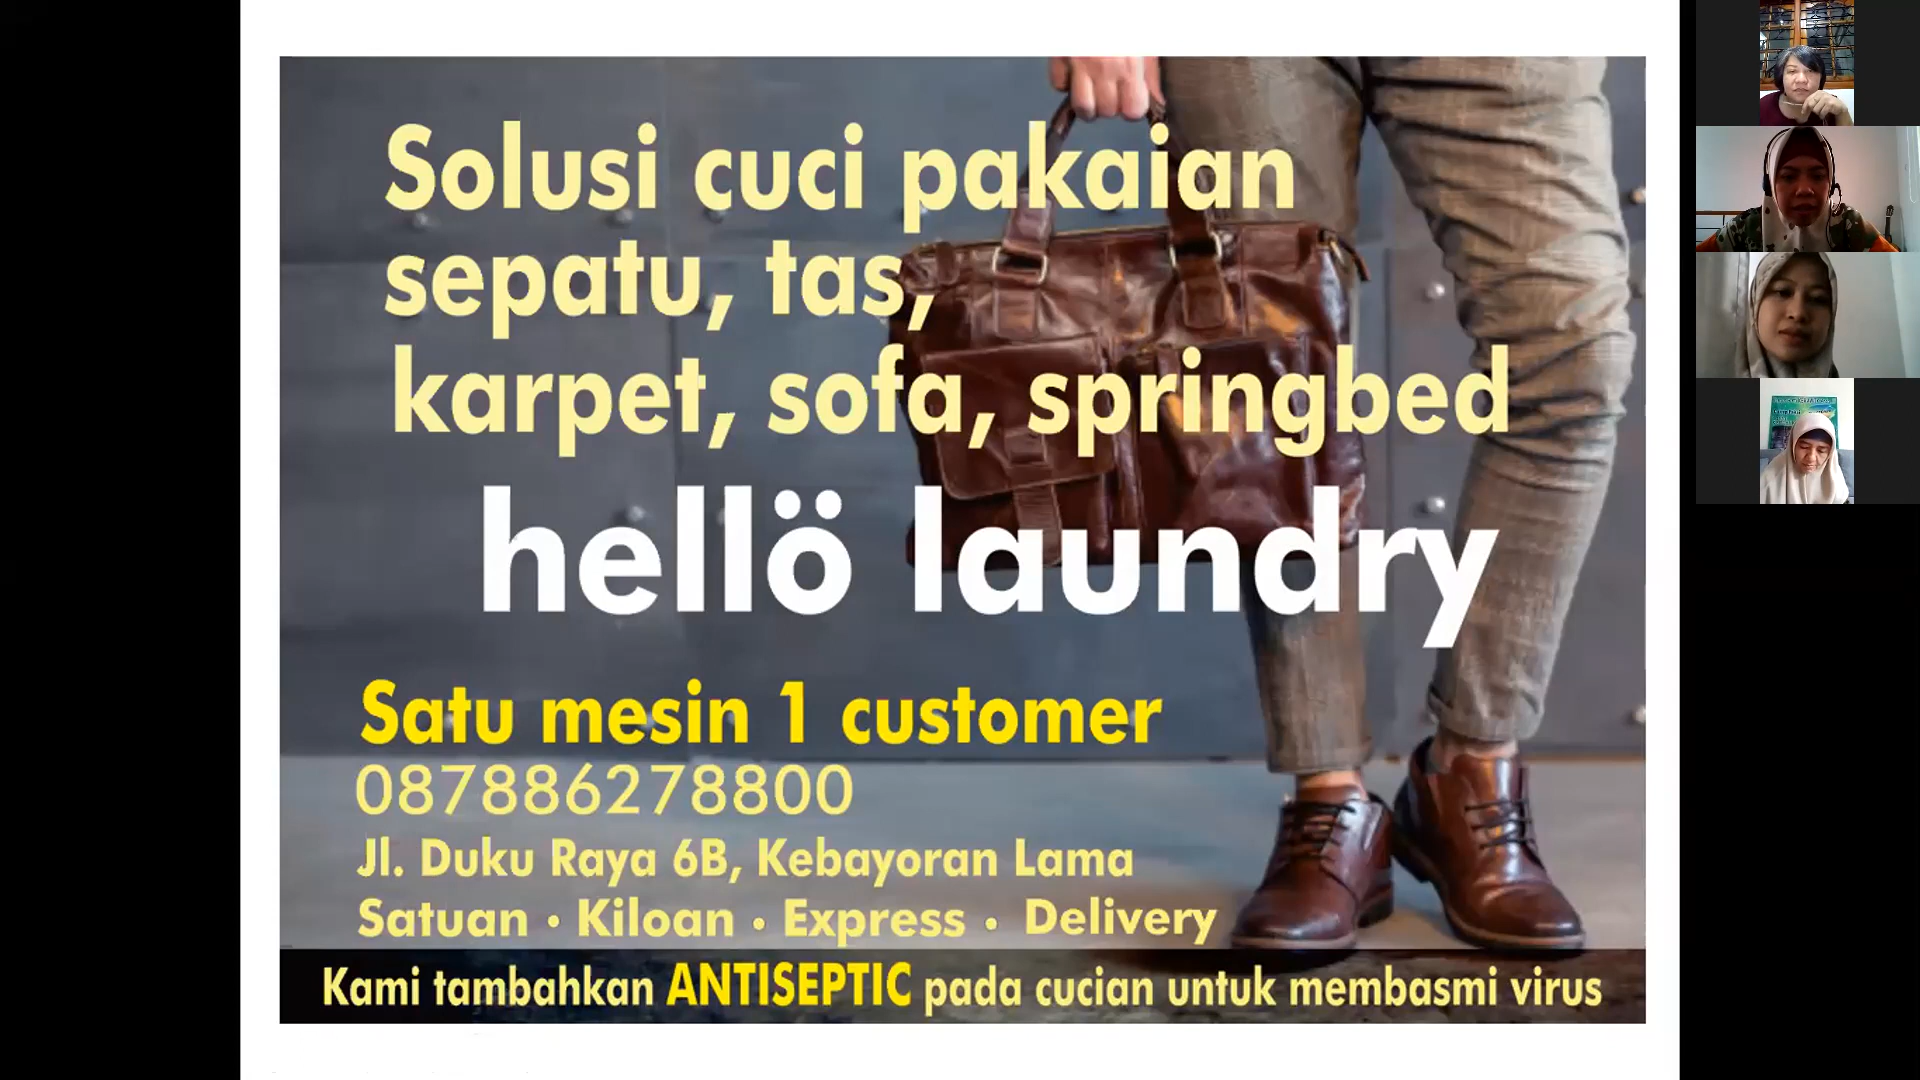 Solusi cuci pakaian
sepatu, tas,
karpet, sofa, springbed
hellö laundry
Satu mesin 1 customer
087886278800
Jl. Duku Raya 6B, Kebayoran Lama
Satuan • Kiloan • Express • Delivery
Kami tambahkan ANTISEPTIC pada cucian untuk membasmi virus